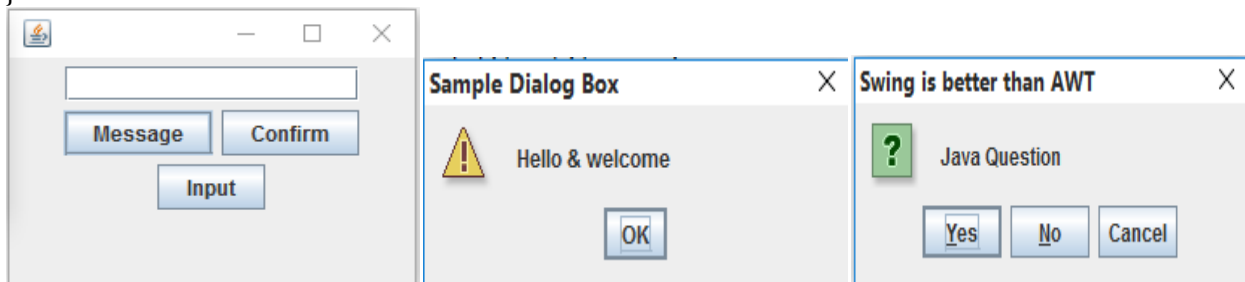 Message Confirm
Input
Sample Dialog Box X
Hello & welcome
OK
Swing is better than AWT X
? Java Question
Yes No Cancel